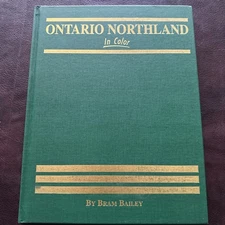 ONTARIO NORTHLAND
In Color
BY BRAM BAILEY